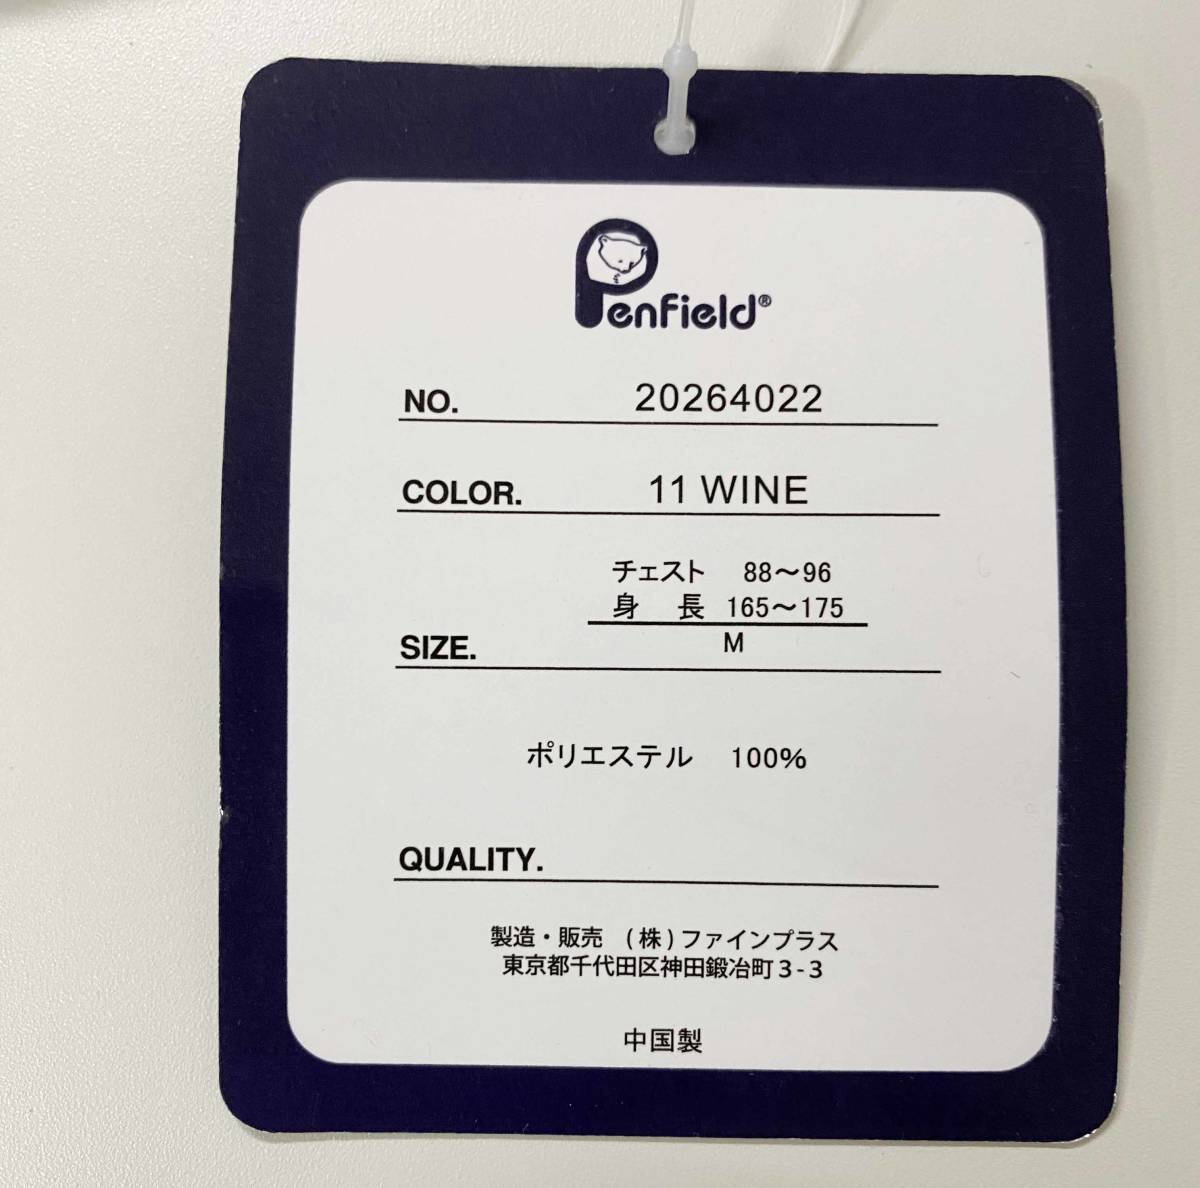 Penfield®
NO. 20264022
COLOR. 11 WINE
チェスト 88～96
身 長 165～175
SIZE. M
ポリエステル 100%
QUALITY.
製造・販売 (株)ファインプラス
東京都千代田区神田鍛冶町3-3
中国製